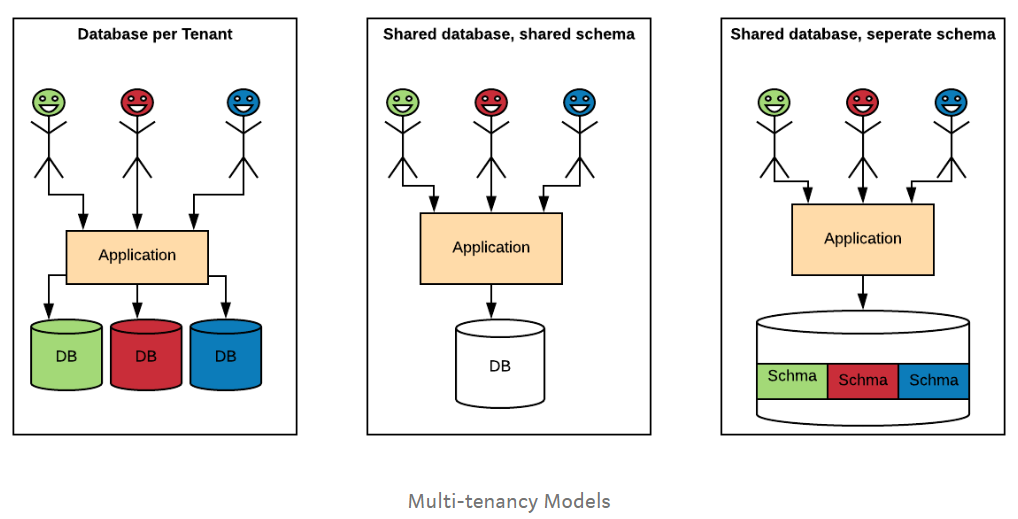 Database per Tenant
Application
DB
DB
DB
Shared database, shared schema
Application
DB
Shared database, seperate schema
Application
Schma
Schma
Schma
Multi-tenancy Models